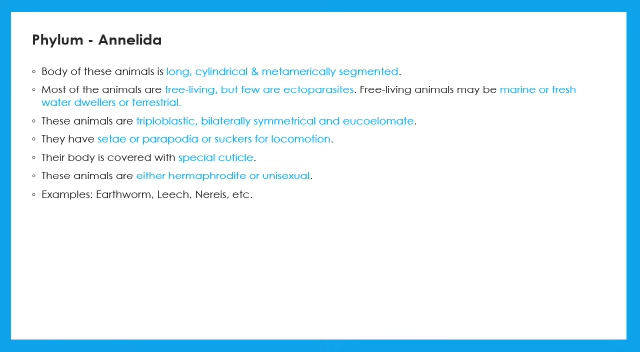 Phylum - Annelida
◦ Body of these animals is long, cylindrical & metamerically segmented.
◦ Most of the animals are free-living, but few are ectoparasites. Free-living animals may be marine or fresh
water dwellers or terrestrial.
◦ These animals are triploblastic, bilaterally symmetrical and eucoelomate.
◦ They have setae or parapodia or suckers for locomotion.
◦ Their body is covered with special cuticle.
◦ These animals are either hermaphrodite or unisexual.
◦ Examples: Earthworm, Leech, Nereis, etc.